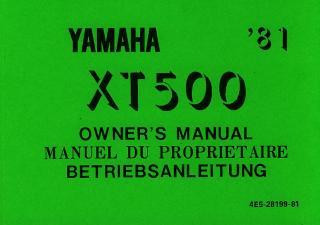 YAMAHA '81
XT500
OWNER'S MANUAL
MANUEL DU PROPRIETAIRE
BETRIEBSANLEITUNG
4E5-28199-81